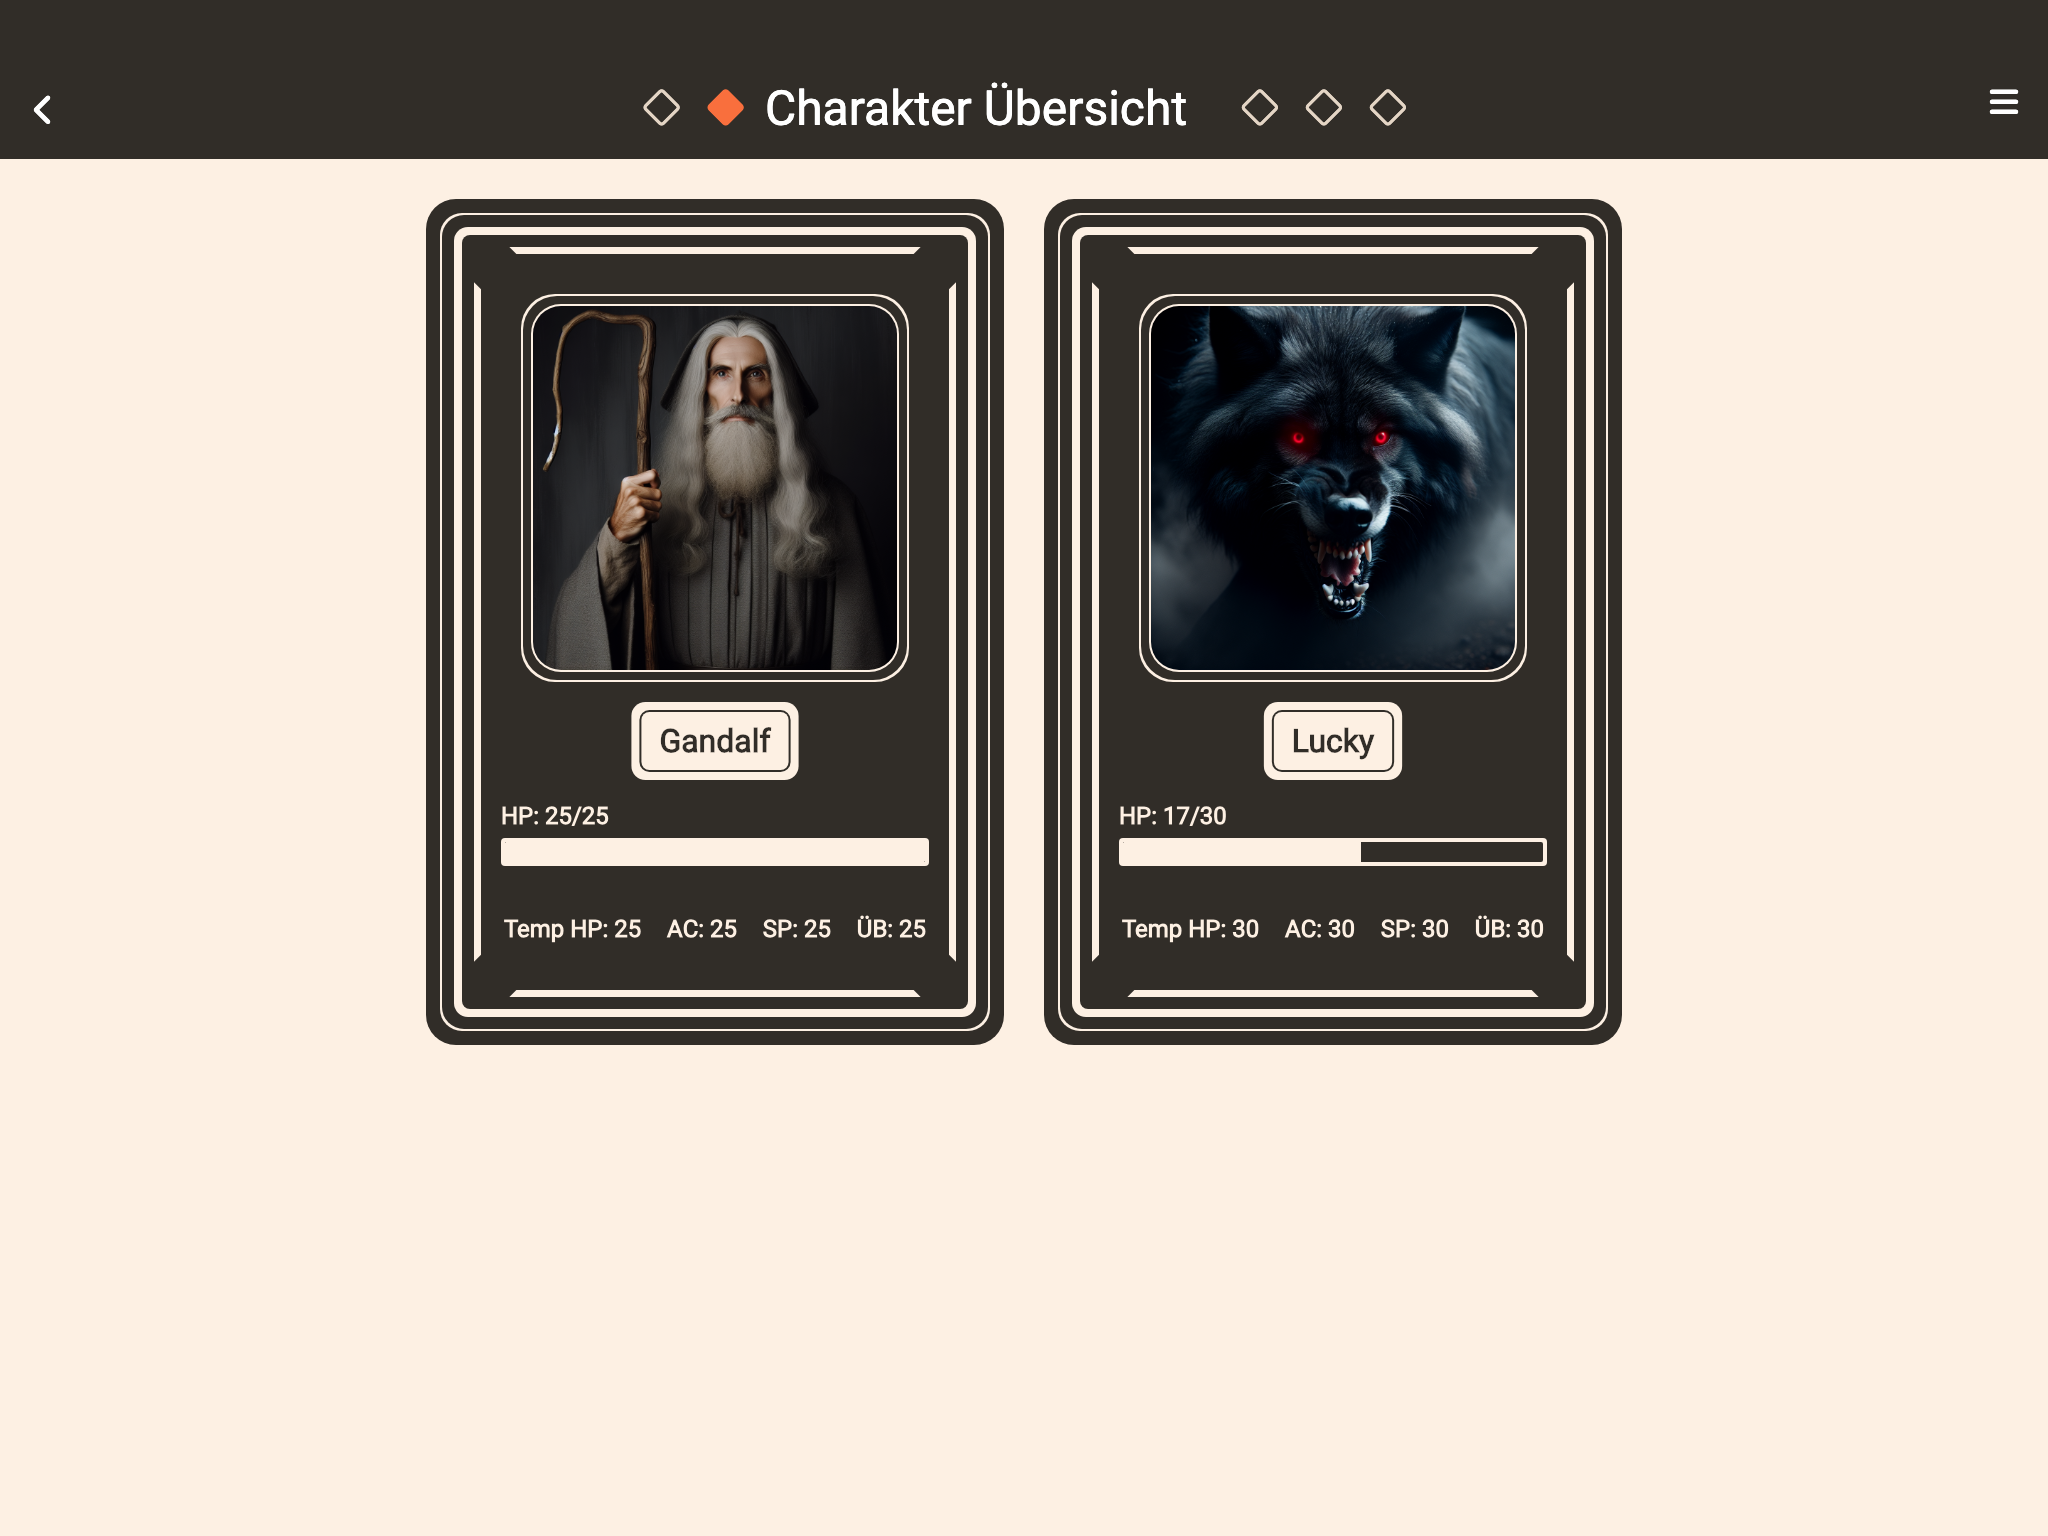 Charakter Übersicht
Gandalf
HP: 25/25
Temp HP: 25 AC: 25 SP: 25 ÜB: 25
Lucky
HP: 17/30
Temp HP: 30 AC: 30 SP: 30 ÜB: 30